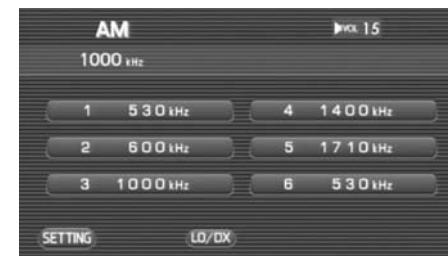 AM VOL 15
1000 kHz
1 530 kHz 4 1400 kHz
2 600 kHz 5 1710 kHz
3 1000 kHz 6 530 kHz
SETTING LO/DX